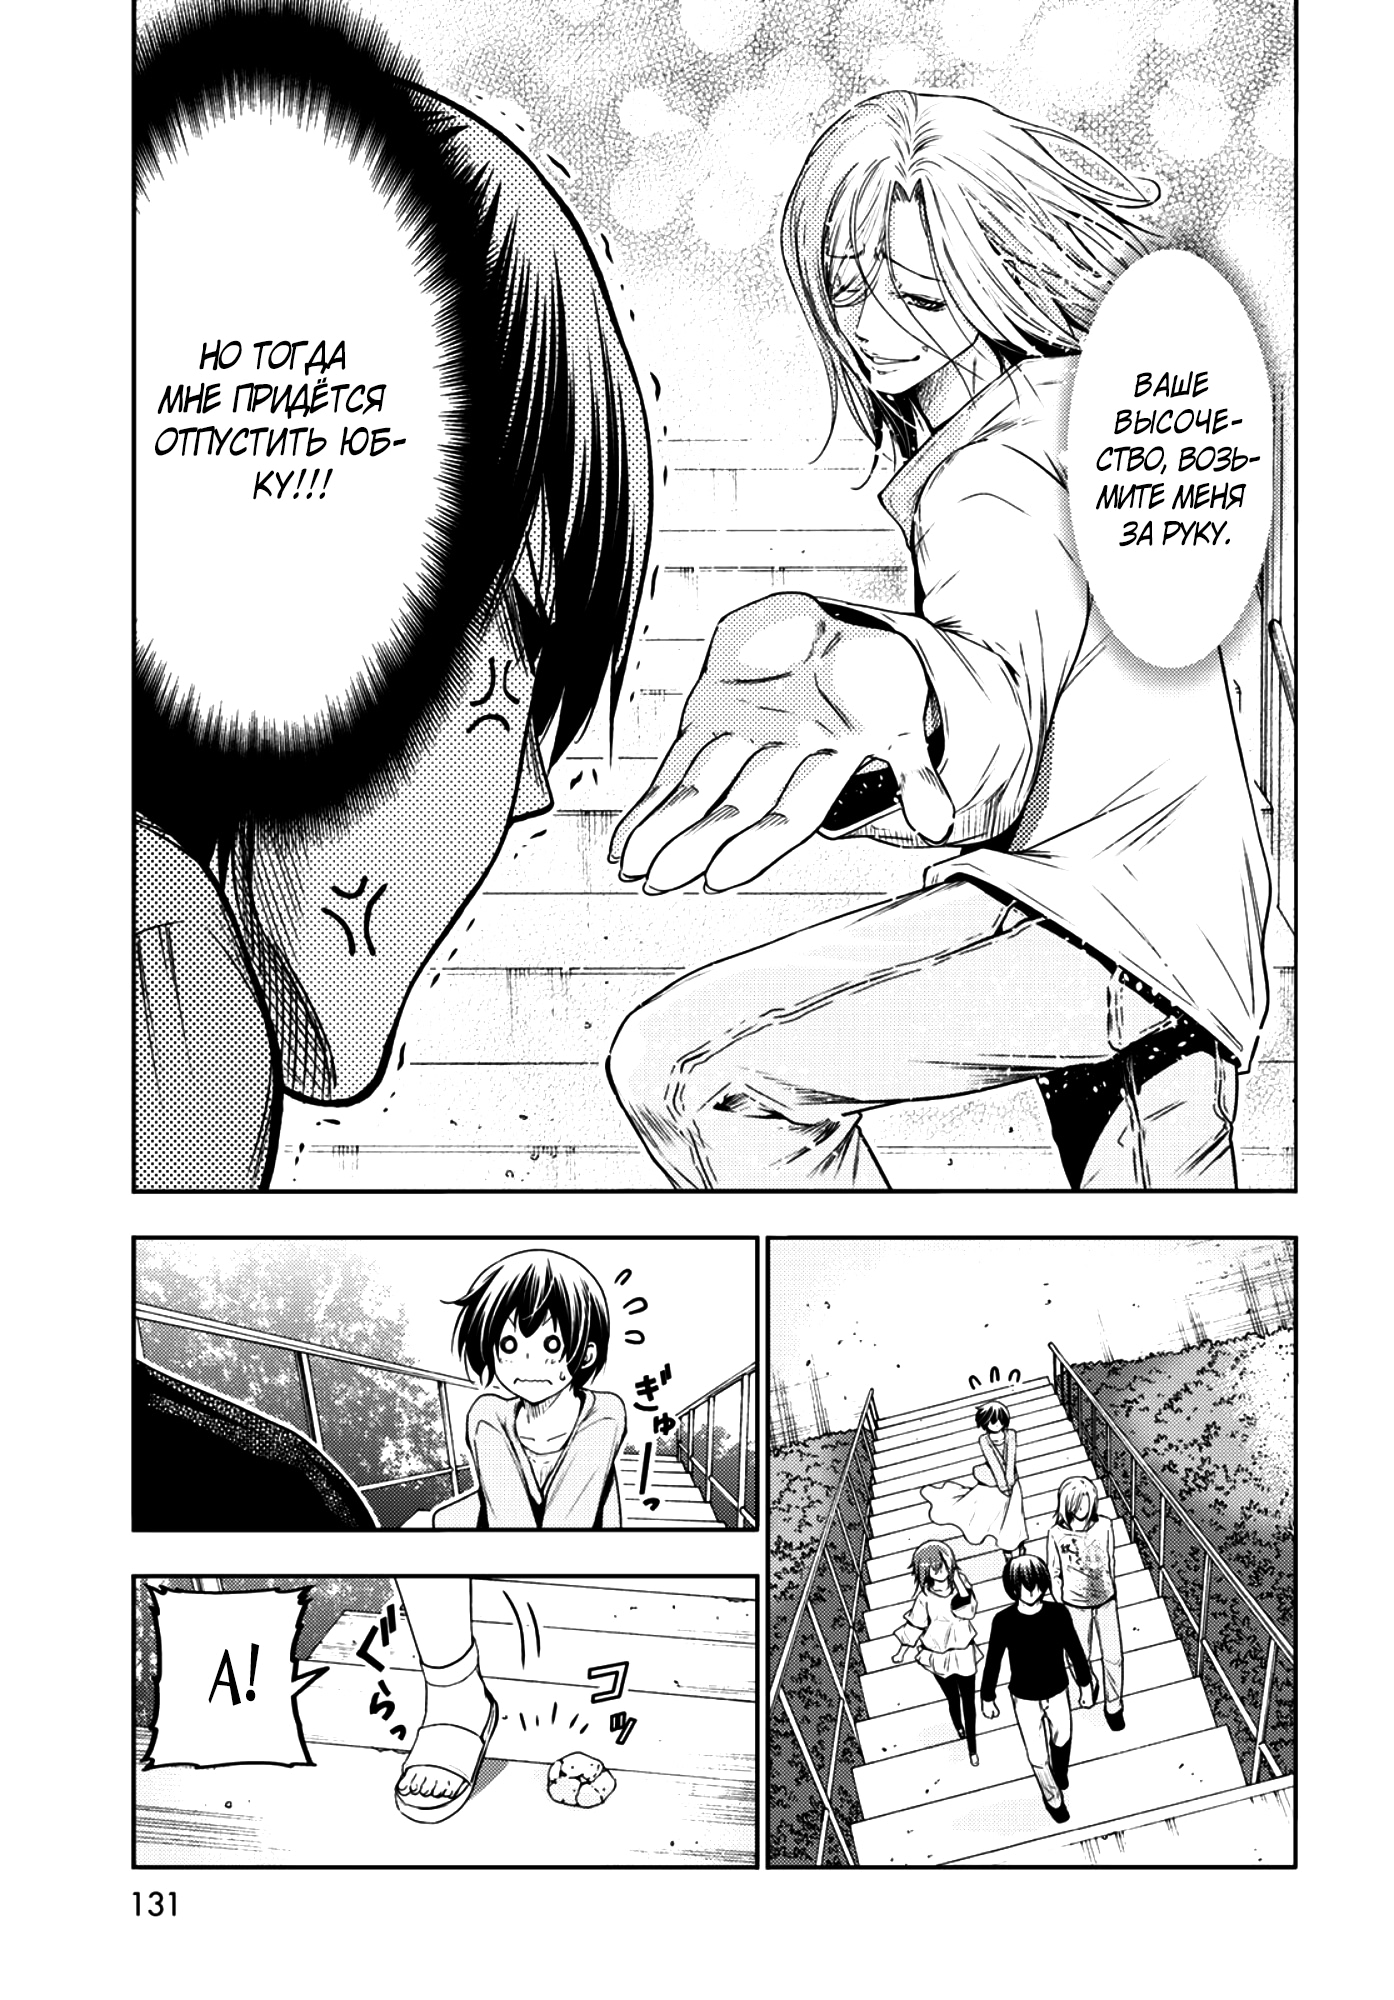 ВАШЕ
ВЫСОЧЕ-
СТВО, ВОЗЬ-
МИТЕ МЕНЯ
ЗА РУКУ.
НО ТОГДА
МНЕ ПРИДЁТСЯ
ОТПУСТИТЬ ЮБ-
КУ!!!
ぎゅーっ
コッ
ぐらっ
А!
131